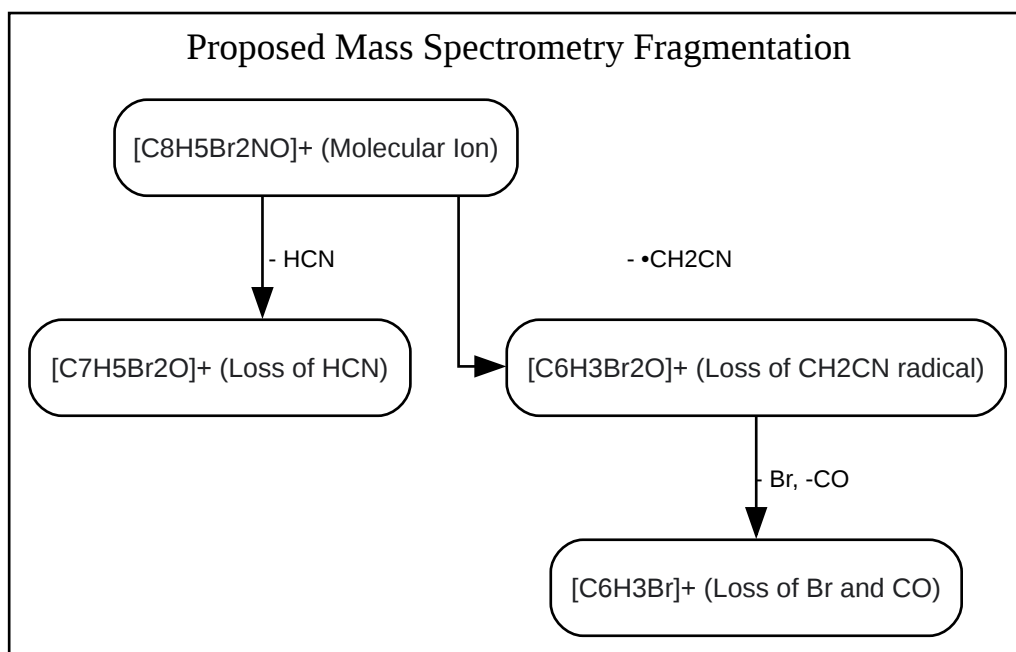 Proposed Mass Spectrometry Fragmentation
[C8H5Br2NO]+ (Molecular Ion)
- HCN
- •CH2CN
[C7H5Br2O]+ (Loss of HCN)
[C6H3Br2O]+ (Loss of CH2CN radical)
- Br, -CO
[C6H3Br]+ (Loss of Br and CO)